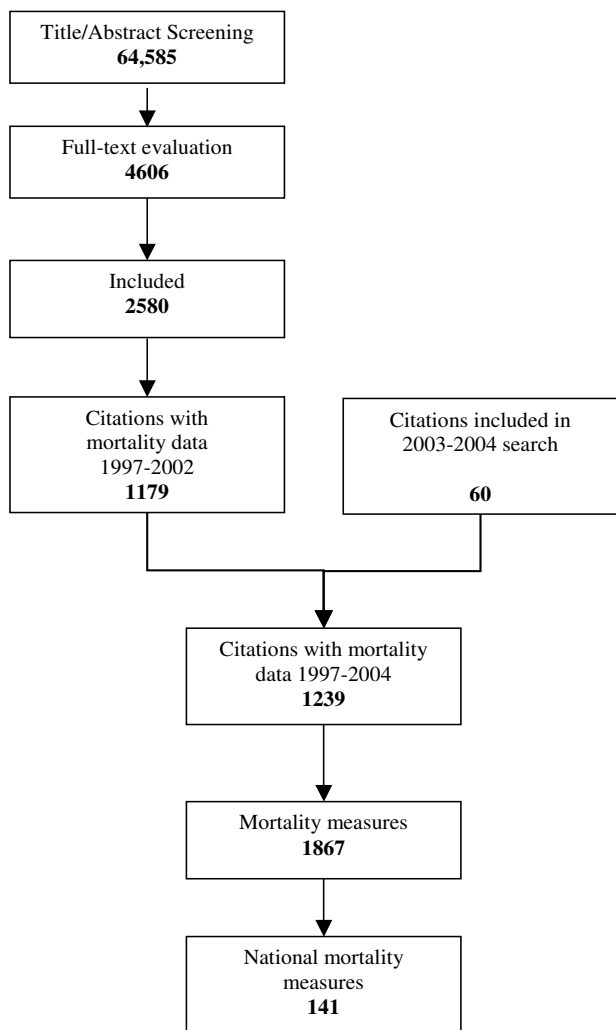 Title/Abstract Screening
64,585
Full-text evaluation
4606
Included
2580
Citations with
mortality data
1997-2002
1179
Citations included in
2003-2004 search
60
Citations with mortality
data 1997-2004
1239
Mortality measures
1867
National mortality
measures
141